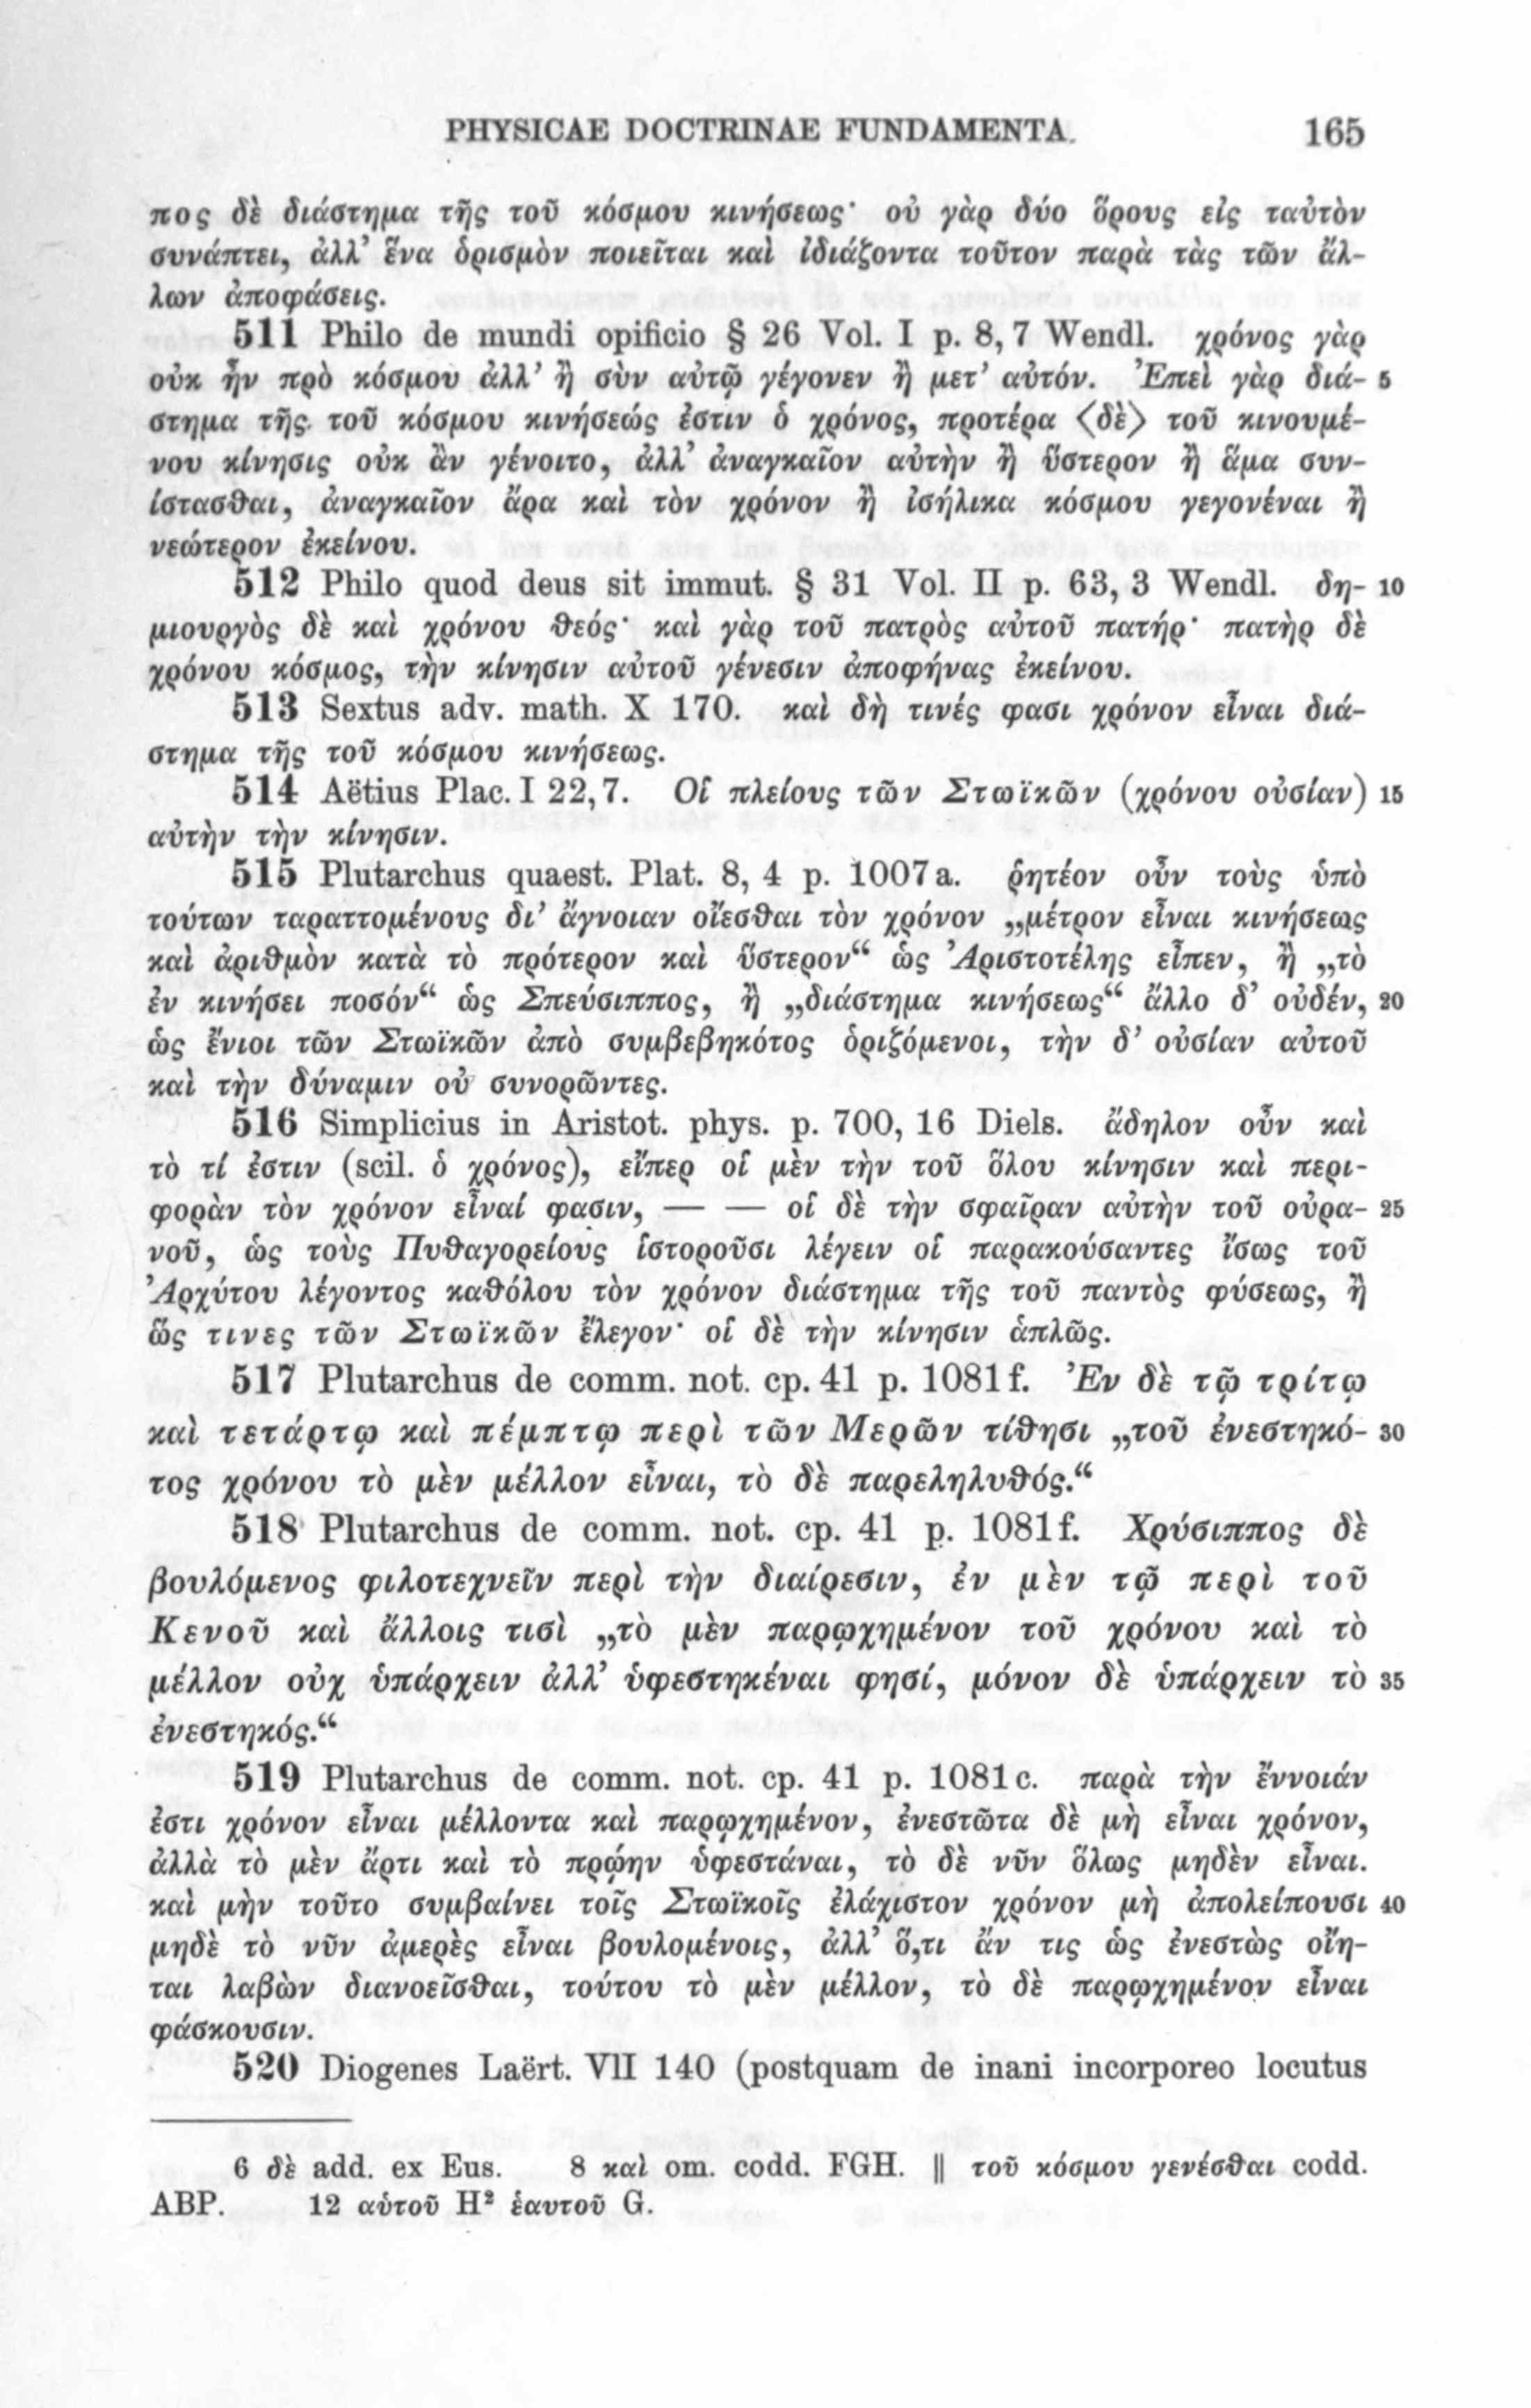 PHYSICAE DOCTRINAE FUNDAMENTA. 165
πος δὲ διάστημα τῆς τοῦ κόσμου κινήσεως· οὐ γὰρ δύο ὅρους εἰς ταὐτὸν
συνάπτει, ἀλλ’ ἕνα ὁρισμὸν ποιεῖται καὶ ἰδιάζοντα τοῦτον παρὰ τὰς τῶν ἄλ-
λων ἀποφάσεις.
511 Philo de mundi opificio § 26 Vol. I p. 8, 7 Wendl. χρόνος γὰρ
οὐκ ἦν πρὸ κόσμου ἀλλ’ ἢ σὺν αὐτῷ γέγονεν ἢ μετ’ αὐτόν. Ἐπεὶ γὰρ διά- 5
στημα τῆς τοῦ κόσμου κινήσεώς ἐστιν ὁ χρόνος, προτέρα ⟨δὲ⟩ τοῦ κινουμέ-
νου κίνησις οὐκ ἂν γένοιτο, ἀλλ’ ἀναγκαῖον αὐτὴν ἢ ὕστερον ἢ ἅμα συν-
ίστασθαι, ἀναγκαῖον ἄρα καὶ τὸν χρόνον ἢ ἰσήλικα κόσμου γεγονέναι ἢ
νεώτερον ἐκείνου.
512 Philo quod deus sit immut. § 31 Vol. II p. 63, 3 Wendl. δη- 10
μιουργὸς δὲ καὶ χρόνου θεός· καὶ γὰρ τοῦ πατρὸς αὐτοῦ πατήρ· πατὴρ δὲ
χρόνου κόσμος, τὴν κίνησιν αὐτοῦ γένεσιν ἀποφήνας ἐκείνου.
513 Sextus adv. math. X 170. καὶ δή τινές φασι χρόνον εἶναι διά-
στημα τῆς τοῦ κόσμου κινήσεως.
514 Aëtius Plac. I 22, 7. Οἱ πλείους τῶν Στωϊκῶν (χρόνου οὐσίαν) 15
αὐτὴν τὴν κίνησιν.
515 Plutarchus quaest. Plat. 8, 4 p. 1007a. ῥητέον οὖν τοὺς ὑπὸ
τούτων ταραττομένους δι’ ἄγνοιαν οἴεσθαι τὸν χρόνον „μέτρον εἶναι κινήσεως
καὶ ἀριθμὸν κατὰ τὸ πρότερον καὶ ὕστερον“ ὡς Ἀριστοτέλης εἶπεν, ἢ „τὸ
ἐν κινήσει ποσόν“ ὡς Σπεύσιππος, ἢ „διάστημα κινήσεως“ ἄλλο δ’ οὐδέν, 20
ὡς ἔνιοι τῶν Στωϊκῶν ἀπὸ συμβεβηκότος ὁριζόμενοι, τὴν δ’ οὐσίαν αὐτοῦ
καὶ τὴν δύναμιν οὐ συνορῶντες.
516 Simplicius in Aristot. phys. p. 700, 16 Diels. ἄδηλον οὖν καὶ
τὸ τί ἐστιν (scil. ὁ χρόνος), εἴπερ οἱ μὲν τὴν τοῦ ὅλου κίνησιν καὶ περι-
φορὰν τὸν χρόνον εἶναί φασιν, — — οἱ δὲ τὴν σφαῖραν αὐτὴν τοῦ οὐρα- 25
νοῦ, ὡς τοὺς Πυθαγορείους ἱστοροῦσι λέγειν οἱ παρακούσαντες ἴσως τοῦ
Ἀρχύτου λέγοντος καθόλου τὸν χρόνον διάστημα τῆς τοῦ παντὸς φύσεως, ἢ
ὥς τινες τῶν Στωϊκῶν ἔλεγον· οἱ δὲ τὴν κίνησιν ἁπλῶς.
517 Plutarchus de comm. not. cp. 41 p. 1081f. Ἐν δὲ τῷ τρίτῳ
καὶ τετάρτῳ καὶ πέμπτῳ περὶ τῶν Μερῶν τίθησι „τοῦ ἐνεστηκό- 30
τος χρόνου τὸ μὲν μέλλον εἶναι, τὸ δὲ παρεληλυθός.“
518 Plutarchus de comm. not. cp. 41 p. 1081f. Χρύσιππος δὲ
βουλόμενος φιλοτεχνεῖν περὶ τὴν διαίρεσιν, ἐν μὲν τῷ περὶ τοῦ
Κενοῦ καὶ ἄλλοις τισὶ „τὸ μὲν παρῳχημένον τοῦ χρόνου καὶ τὸ
μέλλον οὐχ ὑπάρχειν ἀλλ’ ὑφεστηκέναι φησί, μόνον δὲ ὑπάρχειν τὸ 35
ἐνεστηκός.“
519 Plutarchus de comm. not. cp. 41 p. 1081c. παρὰ τὴν ἔννοιάν
ἐστι χρόνον εἶναι μέλλοντα καὶ παρῳχημένον, ἐνεστῶτα δὲ μὴ εἶναι χρόνον,
ἀλλὰ τὸ μὲν ἄρτι καὶ τὸ πρῴην ὑφεστάναι, τὸ δὲ νῦν ὅλως μηδὲν εἶναι.
καὶ μὴν τοῦτο συμβαίνει τοῖς Στωϊκοῖς ἐλάχιστον χρόνον μὴ ἀπολείπουσι 40
μηδὲ τὸ νῦν ἀμερὲς εἶναι βουλομένοις, ἀλλ’ ὅ,τι ἄν τις ὡς ἐνεστὼς οἴη-
ται λαβὼν διανοεῖσθαι, τούτου τὸ μὲν μέλλον, τὸ δὲ παρῳχημένον εἶναι
φάσκουσιν.
520 Diogenes Laërt. VII 140 (postquam de inani incorporeo locutus
6 δὲ add. ex Eus. 8 καὶ om. codd. FGH. || τοῦ κόσμου γενέσθαι codd.
ABP. 12 αὑτοῦ H² ἑαυτοῦ G.